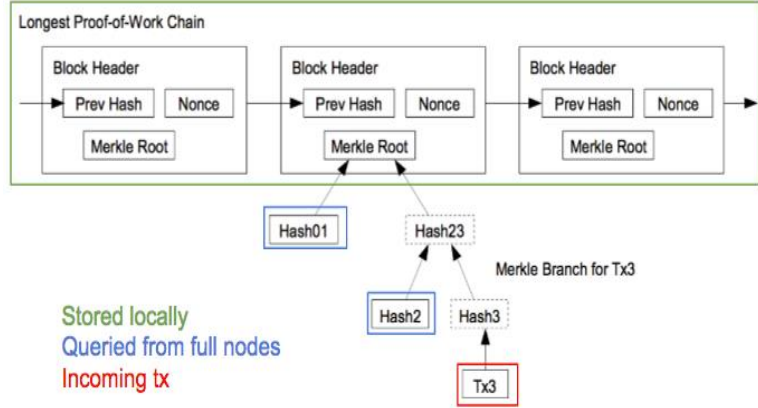 Longest Proof-of-Work Chain
Block Header
Block Header
Block Header
Prev Hash
Nonce
Prev Hash
Nonce
Prev Hash
Nonce
Merkle Root
Merkle Root
Merkle Root
Hash01
Hash23
Merkle Branch for Tx3
Stored locally
Hash2
Hash3
Queried from full nodes
Incoming tx
Tx3